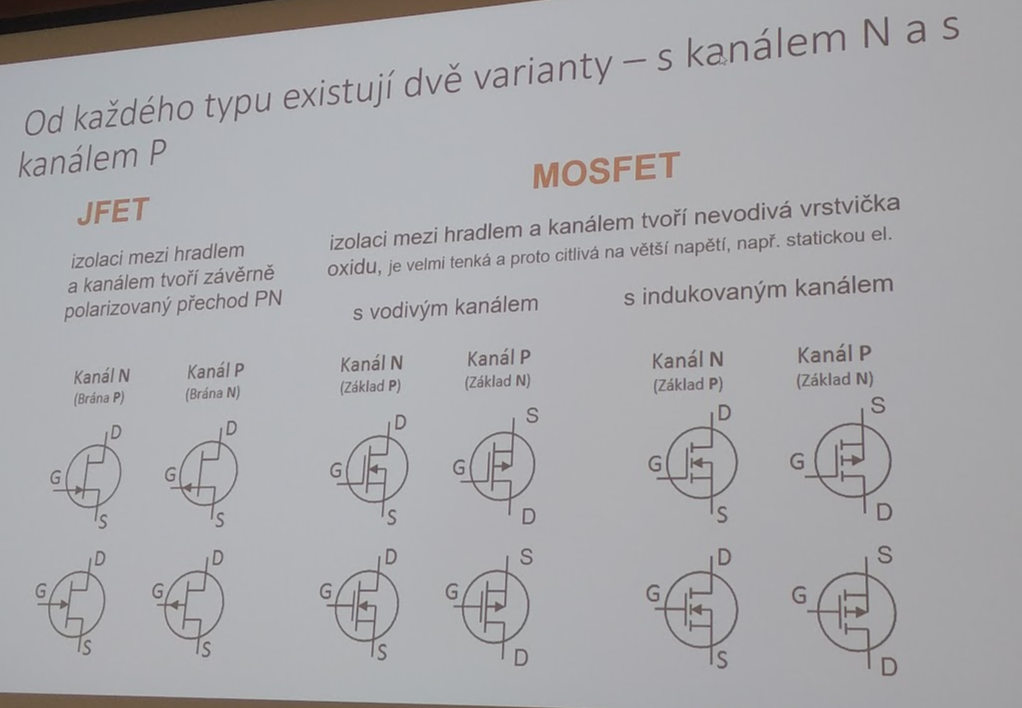 Od každého typu existují dvě varianty – s kanálem N a s
kanálem P
JFET
izolaci mezi hradlem
a kanálem tvoří závěrně
polarizovaný přechod PN
MOSFET
izolaci mezi hradlem a kanálem tvoří nevodivá vrstvička
oxidu, je velmi tenká a proto citlivá na větší napětí, např. statickou el.
s vodivým kanálem
s indukovaným kanálem
Kanál N
(Brána P)
Kanál P
(Brána N)
Kanál N
(Základ P)
Kanál P
(Základ N)
Kanál N
(Základ P)
Kanál P
(Základ N)
D
G
S
D
G
S
D
G
S
S
G
D
D
G
S
S
G
D
D
G
S
D
G
S
D
G
S
S
G
D
D
G
S
S
G
D